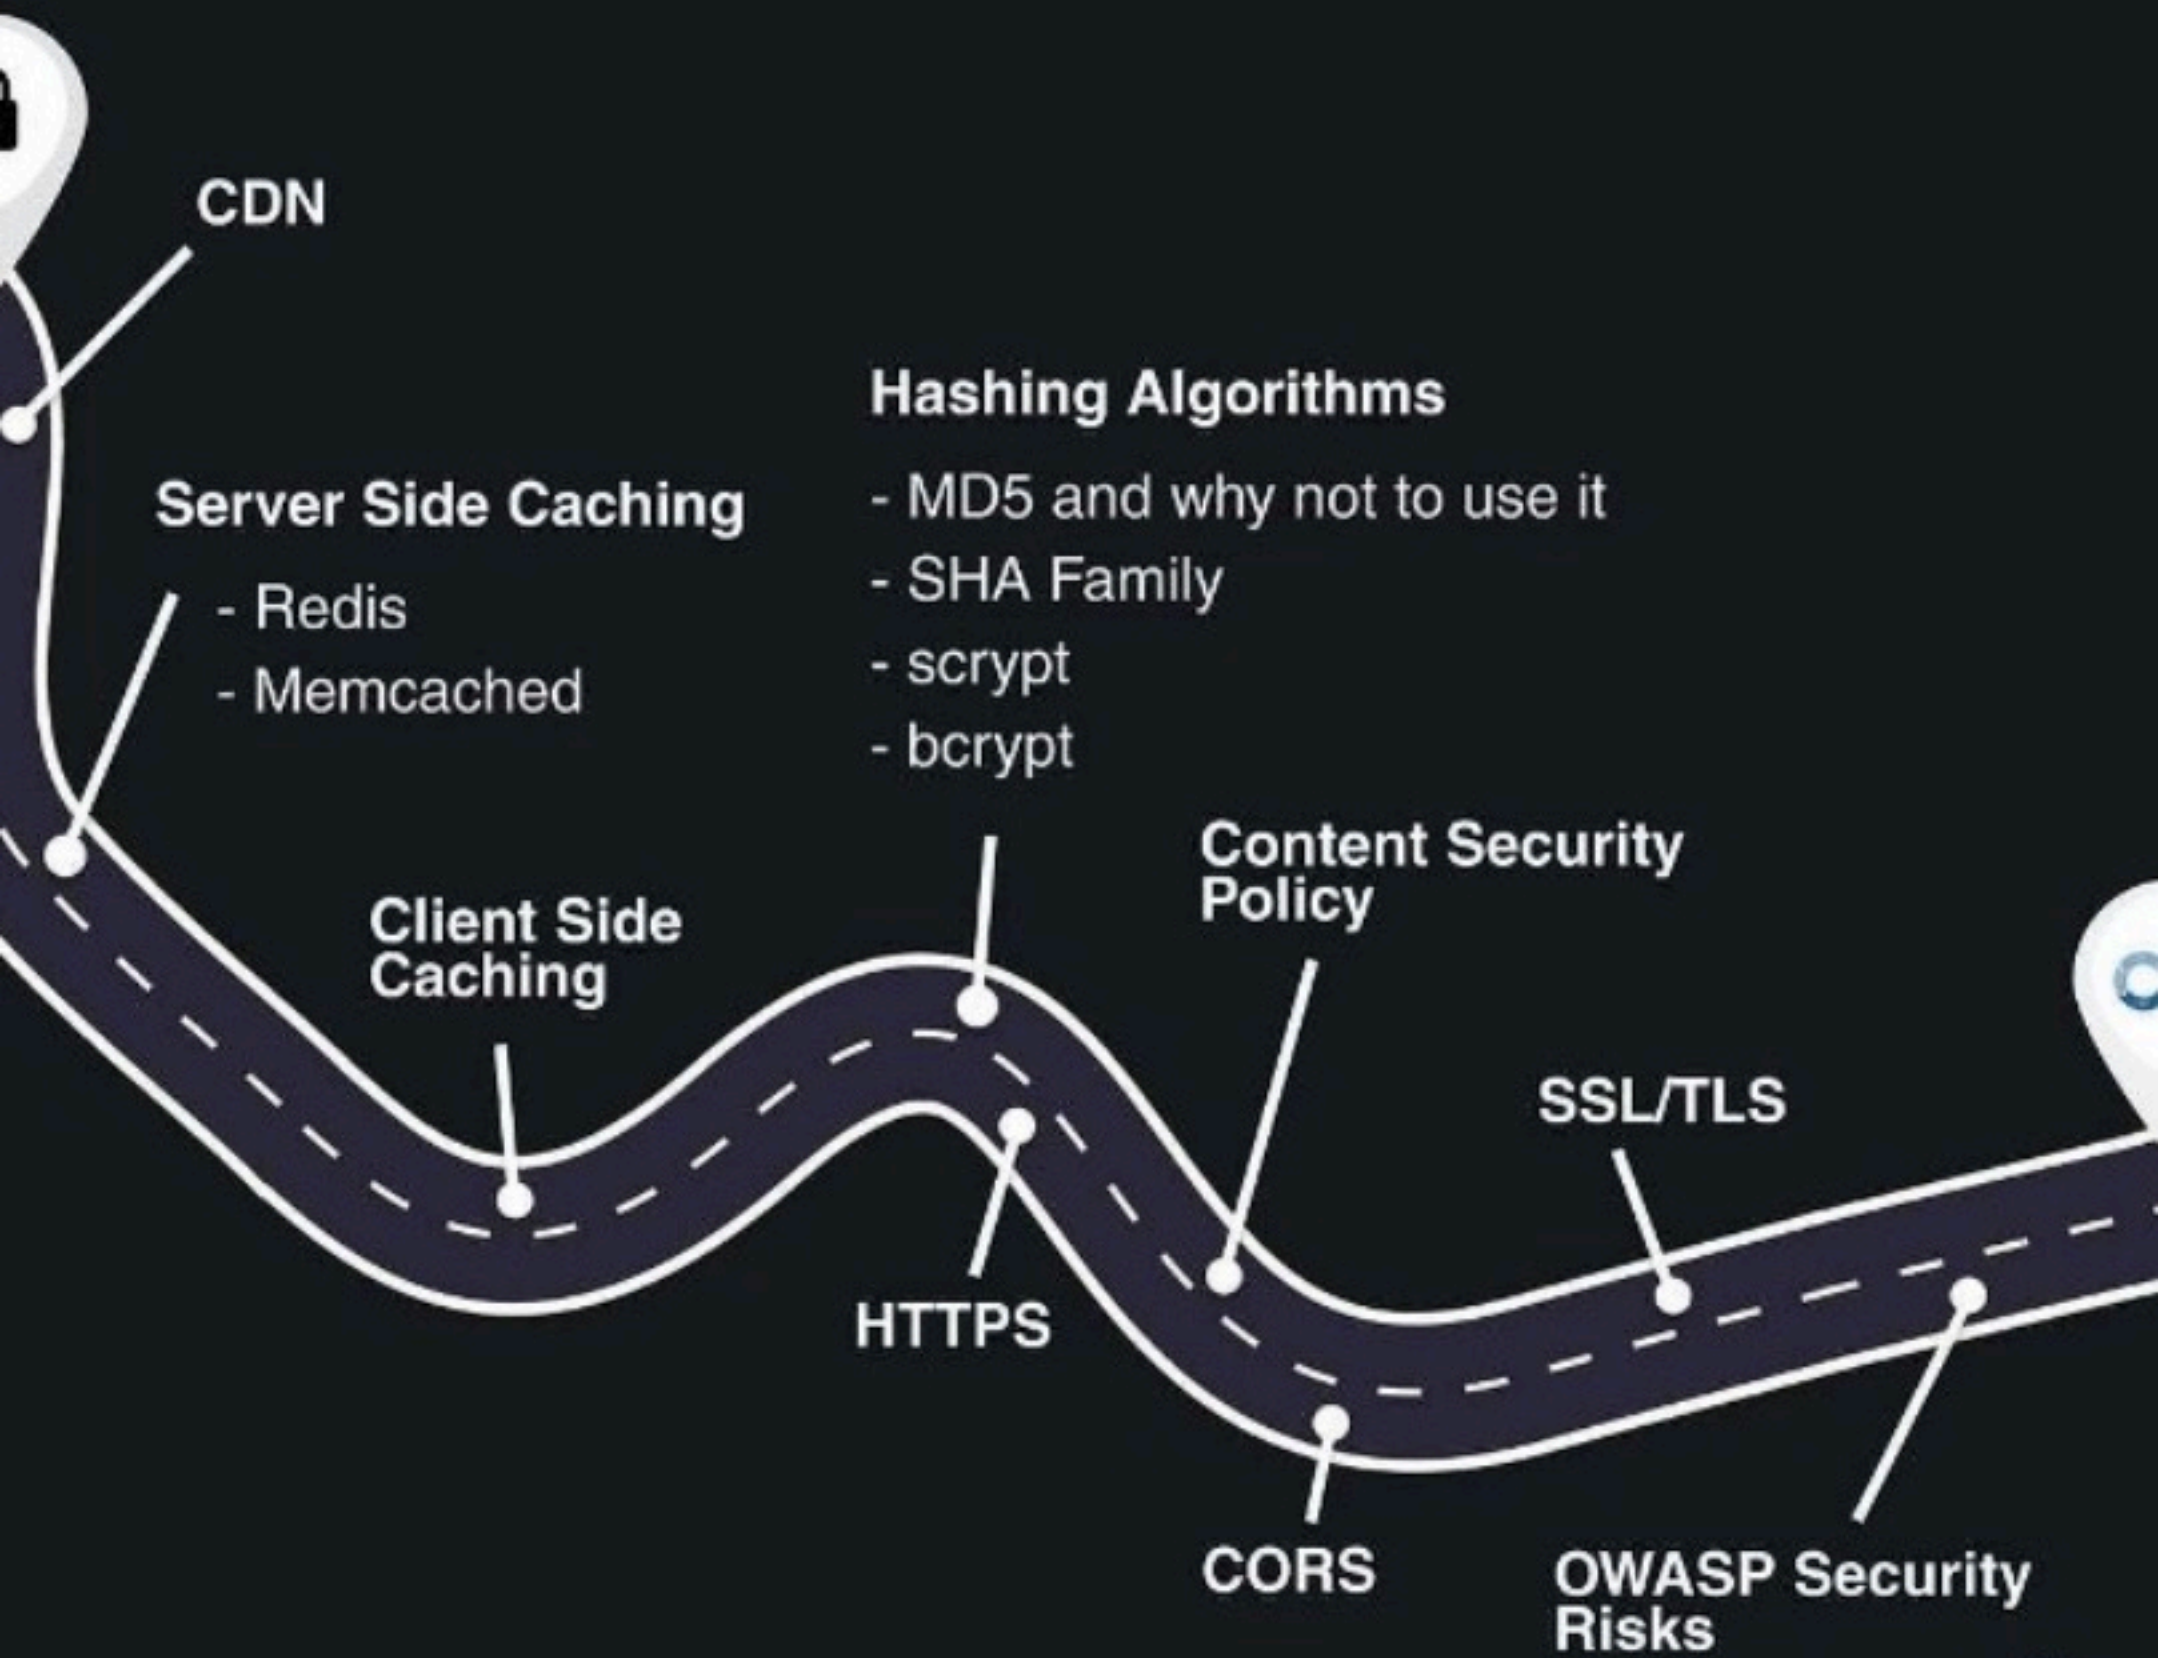 CDN
Server Side Caching
- Redis
- Memcached
Client Side
Caching
Hashing Algorithms
- MD5 and why not to use it
- SHA Family
- scrypt
- bcrypt
HTTPS
Content Security
Policy
CORS
SSL/TLS
OWASP Security
Risks